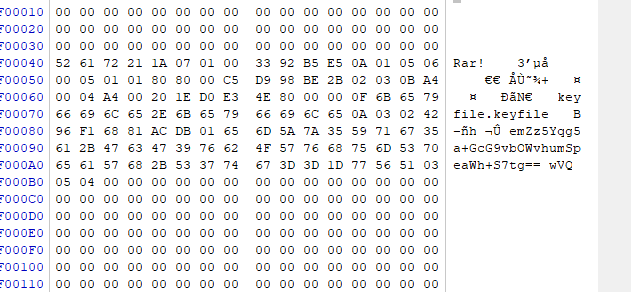 F00010 00 00 00 00 00 00 00 00 00 00 00 00 00 00 00 00
F00020 00 00 00 00 00 00 00 00 00 00 00 00 00 00 00 00
F00030 00 00 00 00 00 00 00 00 00 00 00 00 00 00 00 00
F00040 52 61 72 21 1A 07 01 00 33 92 B5 E5 0A 01 05 06 Rar! 3’µå
F00050 00 05 01 01 80 80 00 C5 D9 98 BE 2B 02 03 0B A4 €€ ÅÙ˜¾+ ¤
F00060 00 04 A4 00 20 1E D0 E3 4E 80 00 00 0F 6B 65 79 ¤ ÐãN€ key
F00070 66 69 6C 65 2E 6B 65 79 66 69 6C 65 0A 03 02 42 file.keyfile B
F00080 96 F1 68 81 AC DB 01 65 6D 5A 7A 35 59 71 67 35 –ñh ¬Û emZz5Yqg5
F00090 61 2B 47 63 47 39 76 62 4F 57 76 68 75 6D 53 70 a+GcG9vbOWvhumSp
F000A0 65 61 57 68 2B 53 37 74 67 3D 3D 1D 77 56 51 03 eaWh+S7tg== wVQ
F000B0 05 04 00 00 00 00 00 00 00 00 00 00 00 00 00 00
F000C0 00 00 00 00 00 00 00 00 00 00 00 00 00 00 00 00
F000D0 00 00 00 00 00 00 00 00 00 00 00 00 00 00 00 00
F000E0 00 00 00 00 00 00 00 00 00 00 00 00 00 00 00 00
F000F0 00 00 00 00 00 00 00 00 00 00 00 00 00 00 00 00
F00100 00 00 00 00 00 00 00 00 00 00 00 00 00 00 00 00
F00110 00 00 00 00 00 00 00 00 00 00 00 00 00 00 00 00